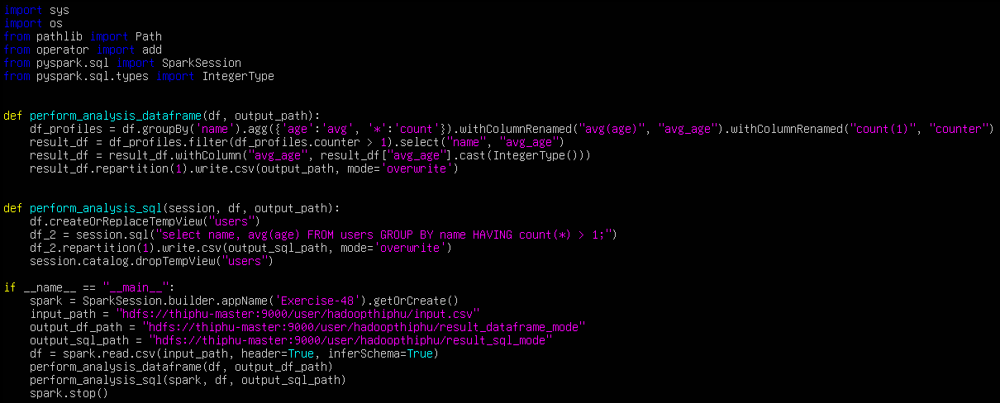 import sys
import os
from pathlib import Path
from operator import add
from pyspark.sql import SparkSession
from pyspark.sql.types import IntegerType
def perform_analysis_dataframe(df, output_path):
    df_profiles = df.groupBy('name').agg({'age':'avg', '*':'count'}).withColumnRenamed("avg(age)", "avg_age").withColumnRenamed("count(1)", "counter")
    result_df = df_profiles.filter(df_profiles.counter > 1).select("name", "avg_age")
    result_df = result_df.withColumn("avg_age", result_df["avg_age"].cast(IntegerType()))
    result_df.repartition(1).write.csv(output_path, mode='overwrite')
def perform_analysis_sql(session, df, output_path):
    df.createOrReplaceTempView("users")
    df_2 = session.sql("select name, avg(age) FROM users GROUP BY name HAVING count(*) > 1;")
    df_2.repartition(1).write.csv(output_sql_path, mode='overwrite')
    session.catalog.dropTempView("users")
if __name__ == "__main__":
    spark = SparkSession.builder.appName('Exercise-48').getOrCreate()
    input_path = "hdfs://thiphu-master:9000/user/hadoopthiphu/input.csv"
    output_df_path = "hdfs://thiphu-master:9000/user/hadoopthiphu/result_dataframe_mode"
    output_sql_path = "hdfs://thiphu-master:9000/user/hadoopthiphu/result_sql_mode"
    df = spark.read.csv(input_path, header=True, inferSchema=True)
    perform_analysis_dataframe(df, output_df_path)
    perform_analysis_sql(spark, df, output_sql_path)
    spark.stop()